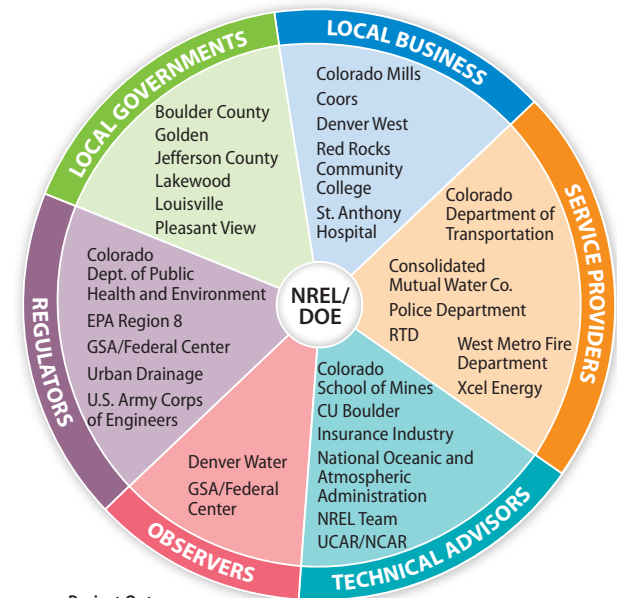 LOCAL GOVERNMENTS
Boulder County
Golden
Jefferson County
Lakewood
Louisville
Pleasant View
LOCAL BUSINESS
Colorado Mills
Coors
Denver West
Red Rocks
Community
College
St. Anthony
Hospital
SERVICE PROVIDERS
Colorado
Department of
Transportation
Consolidated
Mutual Water Co.
Police Department
RTD
West Metro Fire
Department
Xcel Energy
TECHNICAL ADVISORS
Colorado
School of Mines
CU Boulder
Insurance Industry
National Oceanic and
Atmospheric
Administration
NREL Team
UCAR/NCAR
OBSERVERS
Denver Water
GSA/Federal
Center
REGULATORS
Colorado
Dept. of Public
Health and Environment
EPA Region 8
GSA/Federal Center
Urban Drainage
U.S. Army Corps
of Engineers
NREL/
DOE